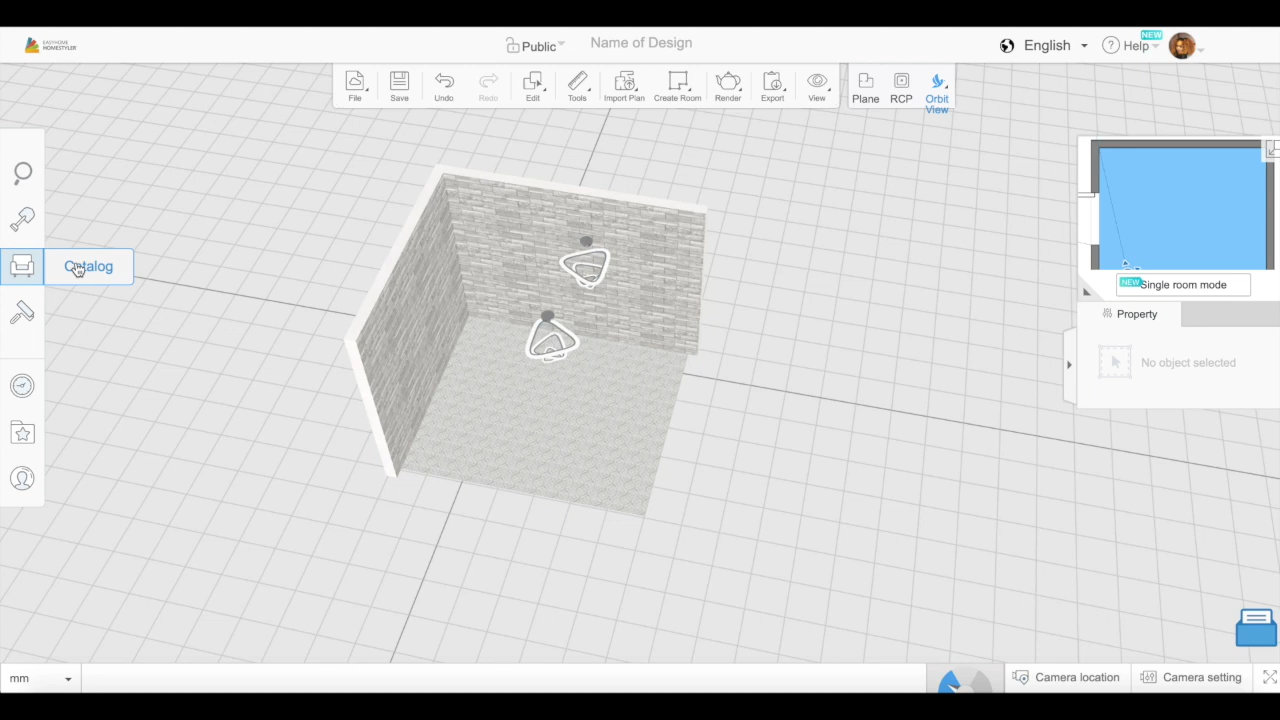 EASYHOME
HOMESTYLER
Public
Name of Design
English
Help
NEW
File
Save
Undo
Redo
Edit
Tools
Import Plan
Create Room
Render
Export
View
Plane
RCP
Orbit
View
Catalog
NEW
Single room mode
Property
No object selected
mm
Camera location
Camera setting